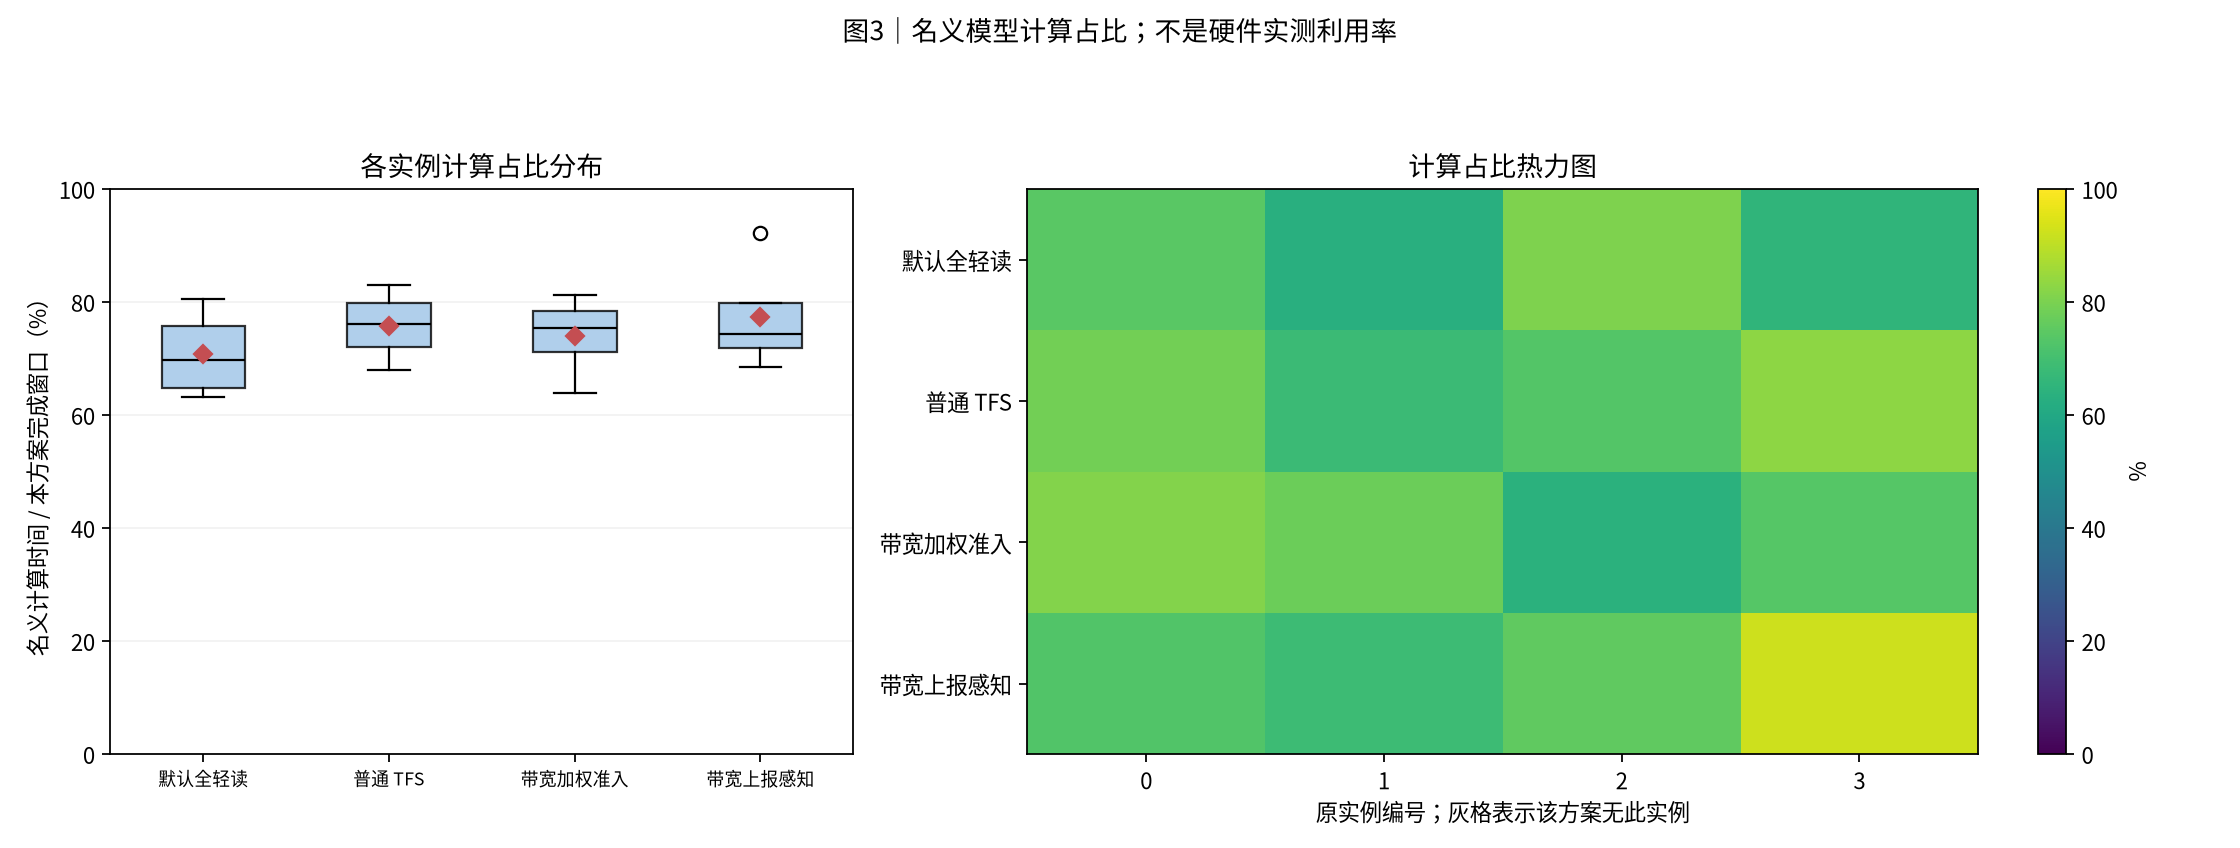 图3｜名义模型计算占比；不是硬件实测利用率
各实例计算占比分布
名义计算时间 / 本方案完成窗口（%）
100
80
60
40
20
0
默认全轻读
普通 TFS
带宽加权准入
带宽上报感知
计算占比热力图
默认全轻读
普通 TFS
带宽加权准入
带宽上报感知
0
1
2
3
原实例编号；灰格表示该方案无此实例
100
80
60
40
20
0
%